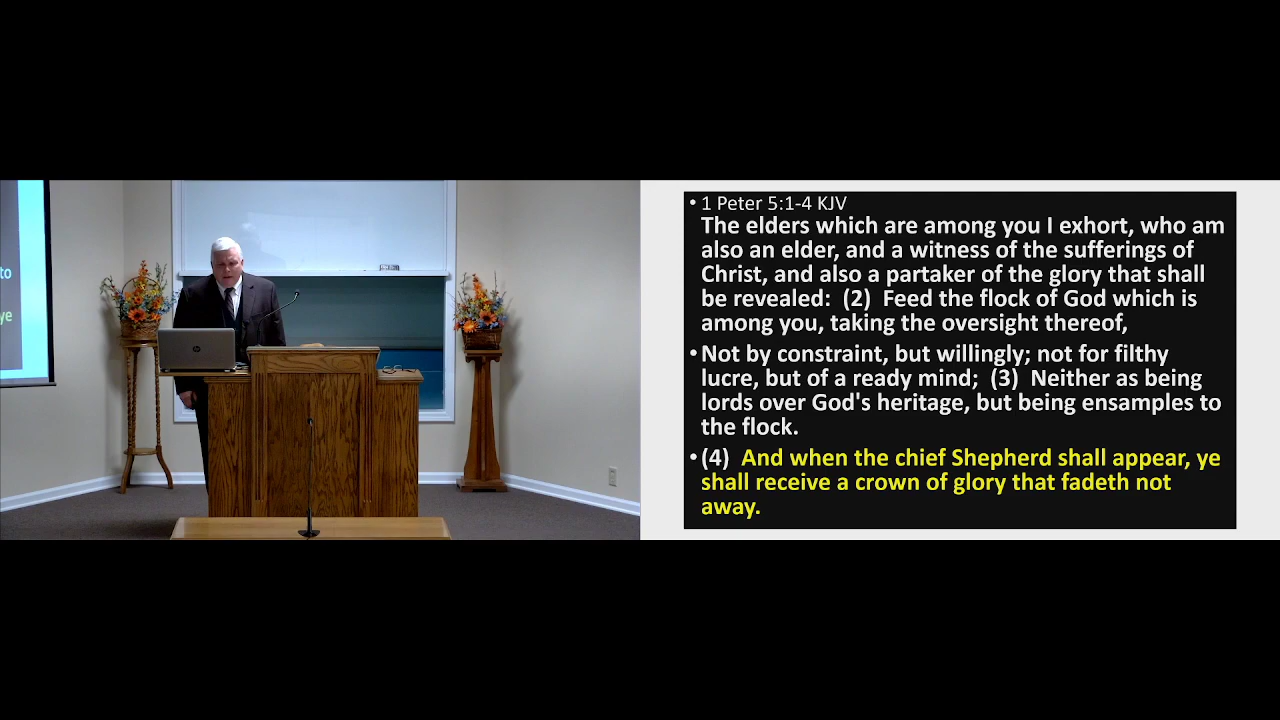 to
ye
hp
• 1 Peter 5:1-4 KJV
The elders which are among you I exhort, who am
also an elder, and a witness of the sufferings of
Christ, and also a partaker of the glory that shall
be revealed: (2) Feed the flock of God which is
among you, taking the oversight thereof,
• Not by constraint, but willingly; not for filthy
lucre, but of a ready mind; (3) Neither as being
lords over God's heritage, but being ensamples to
the flock.
• (4) And when the chief Shepherd shall appear, ye
shall receive a crown of glory that fadeth not
away.